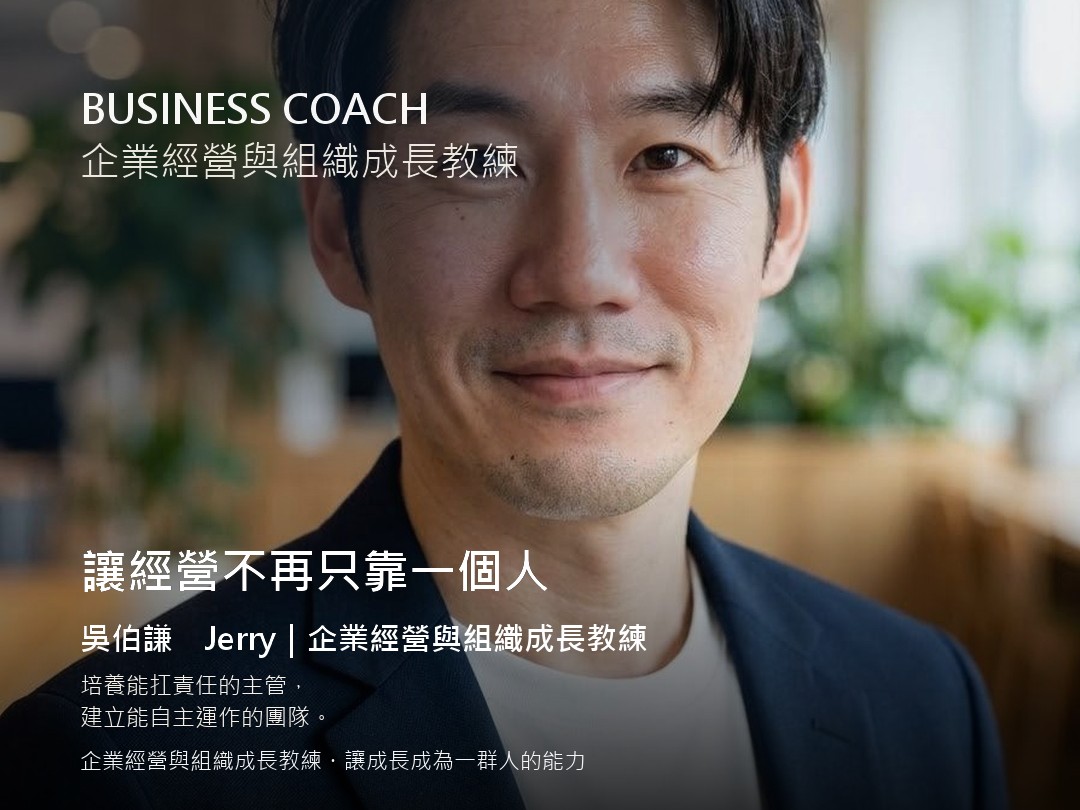 BUSINESS COACH
企業經營與組織成長教練
讓經營不再只靠一個人
吳伯謙　Jerry｜企業經營與組織成長教練
培養能扛責任的主管，
建立能自主運作的團隊。
企業經營與組織成長教練・讓成長成為一群人的能力